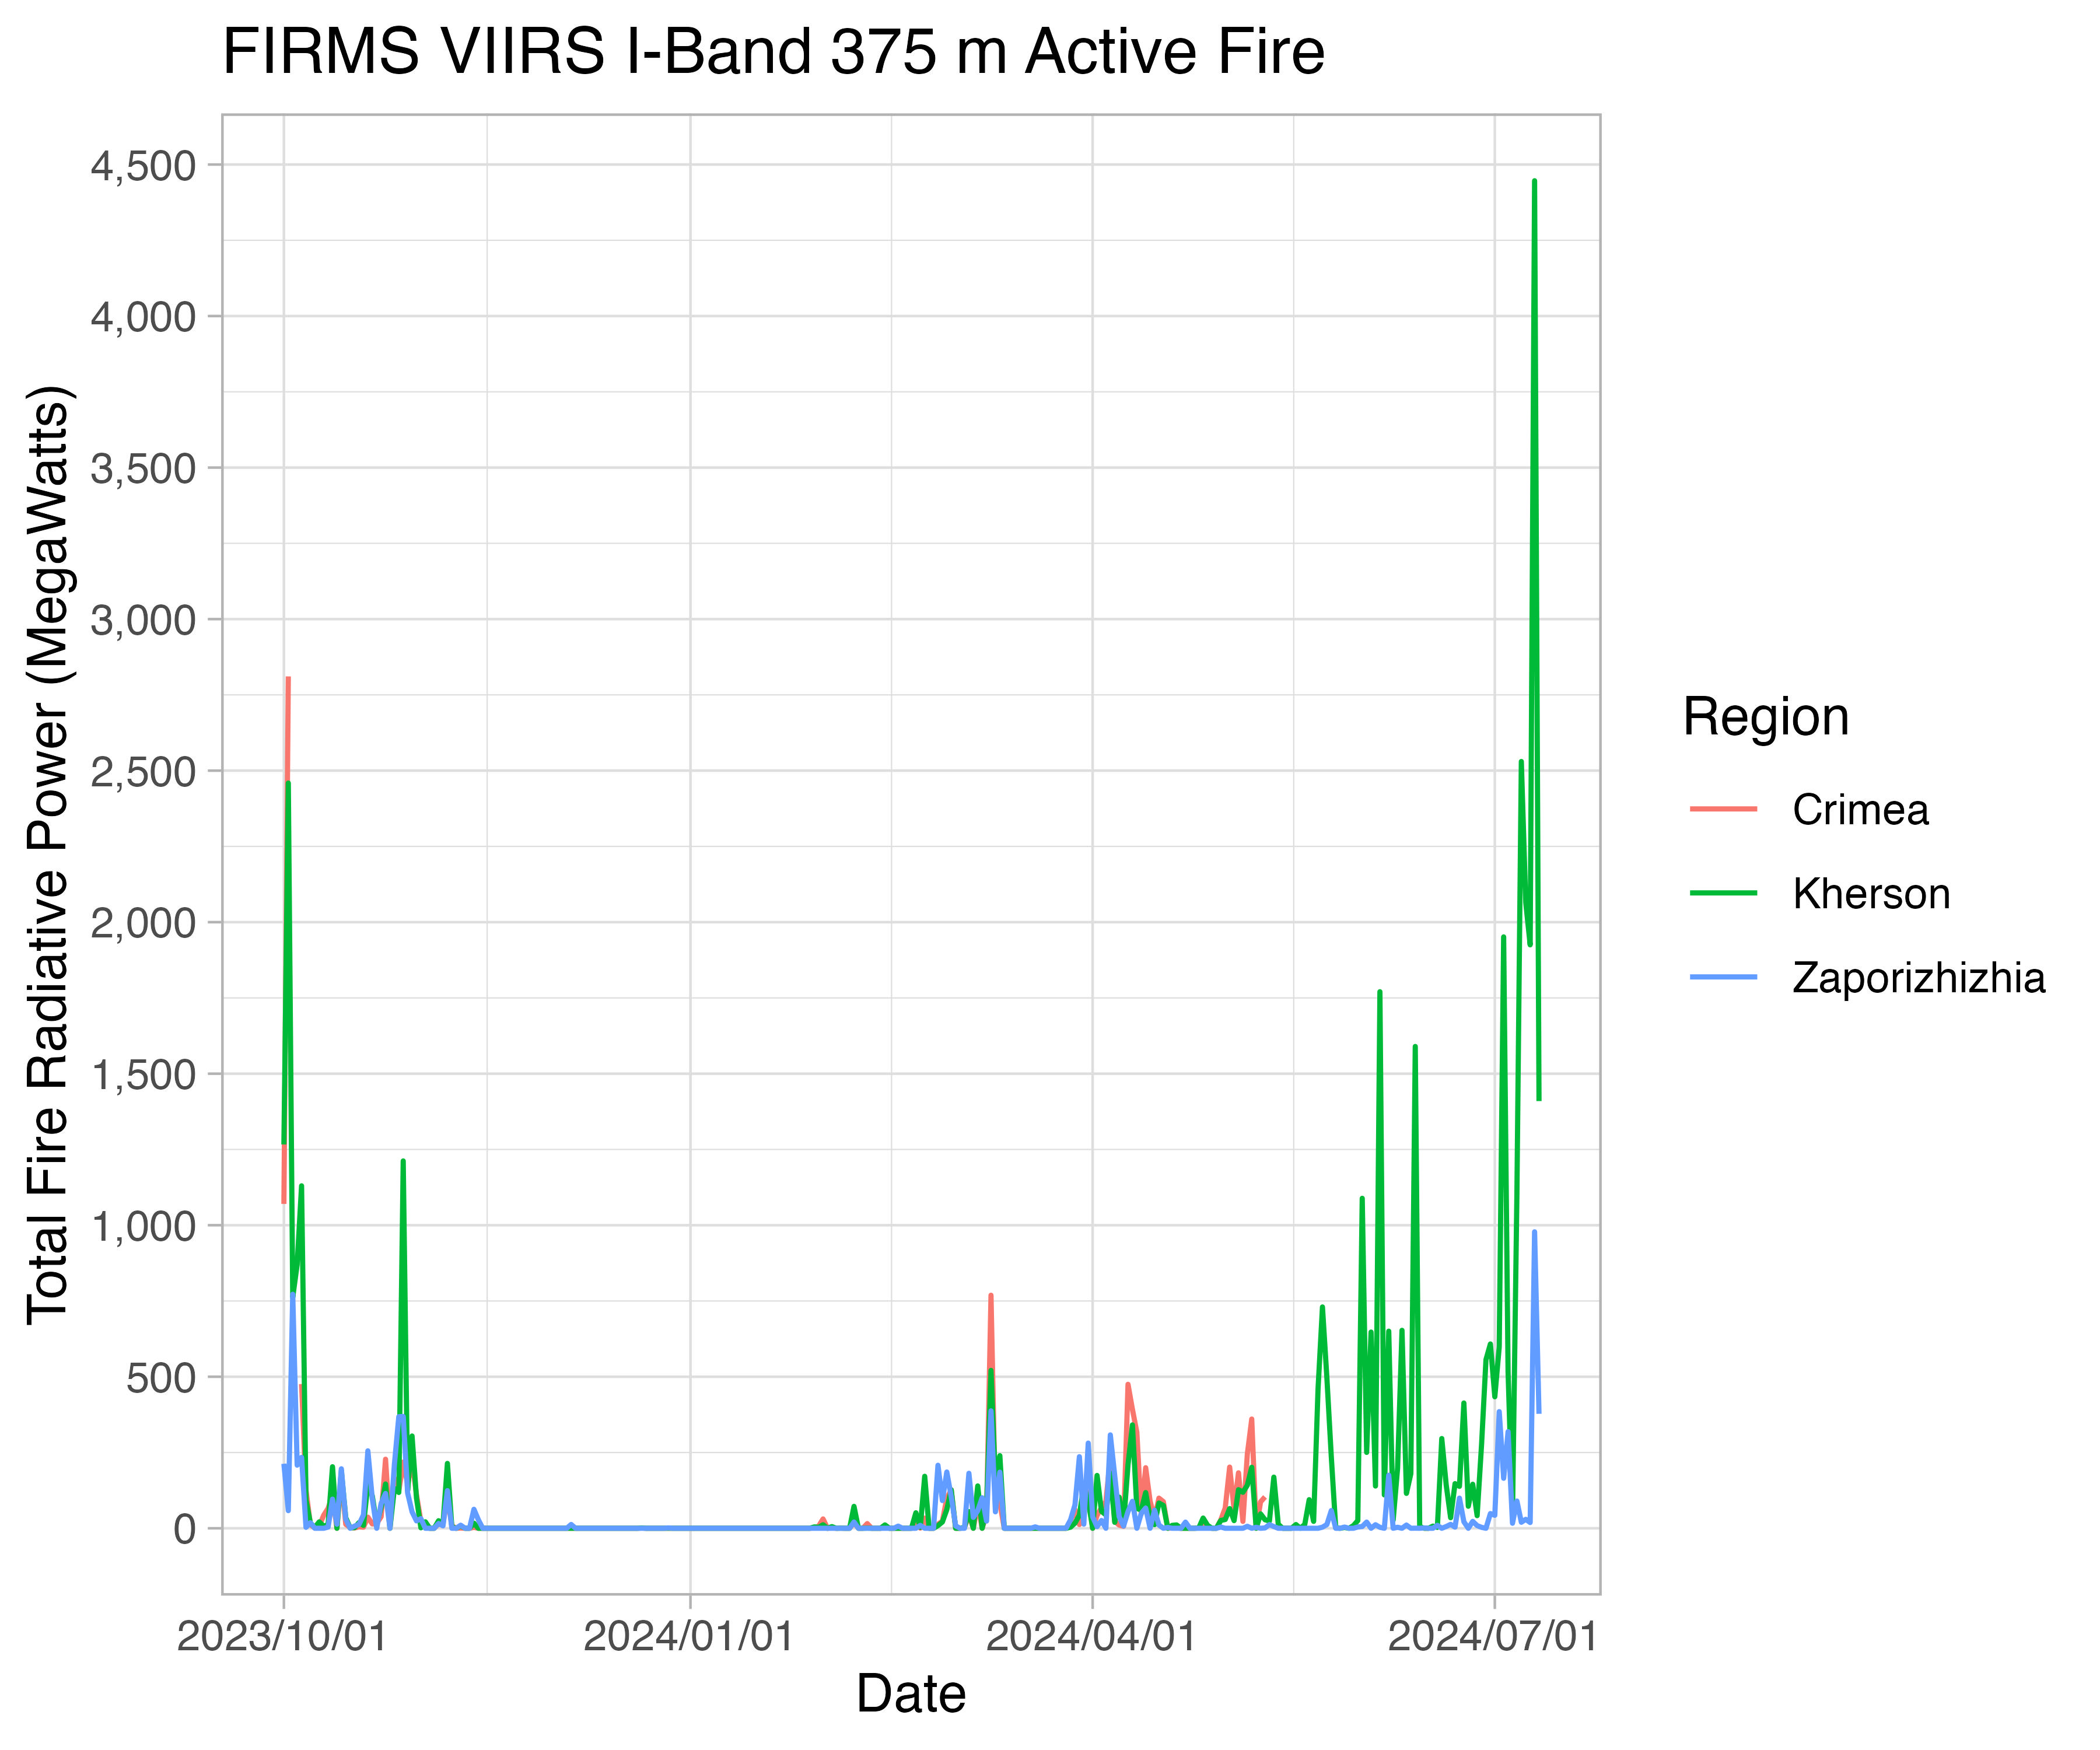 FIRMS VIIRS I-Band 375 m Active Fire
Total Fire Radiative Power (MegaWatts)
4,500
4,000
3,500
3,000
2,500
2,000
1,500
1,000
500
0
2023/10/01
2024/01/01
2024/04/01
2024/07/01
Date
Region
Crimea
Kherson
Zaporizhizhia